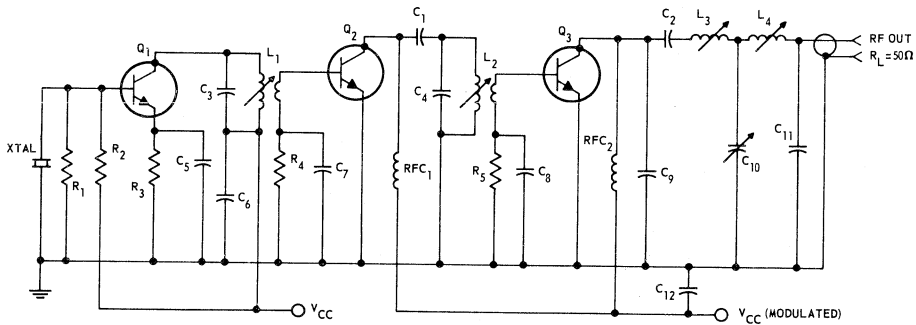 Q1
Q2
C1
Q3
C2
L3
L4
RF OUT
RL=50Ω
L1
C3
L2
C4
XTAL
R1
R2
R3
C5
C6
R4
C7
RFC1
R5
C8
RFC2
C9
C10
C11
C12
VCC
VCC (MODULATED)